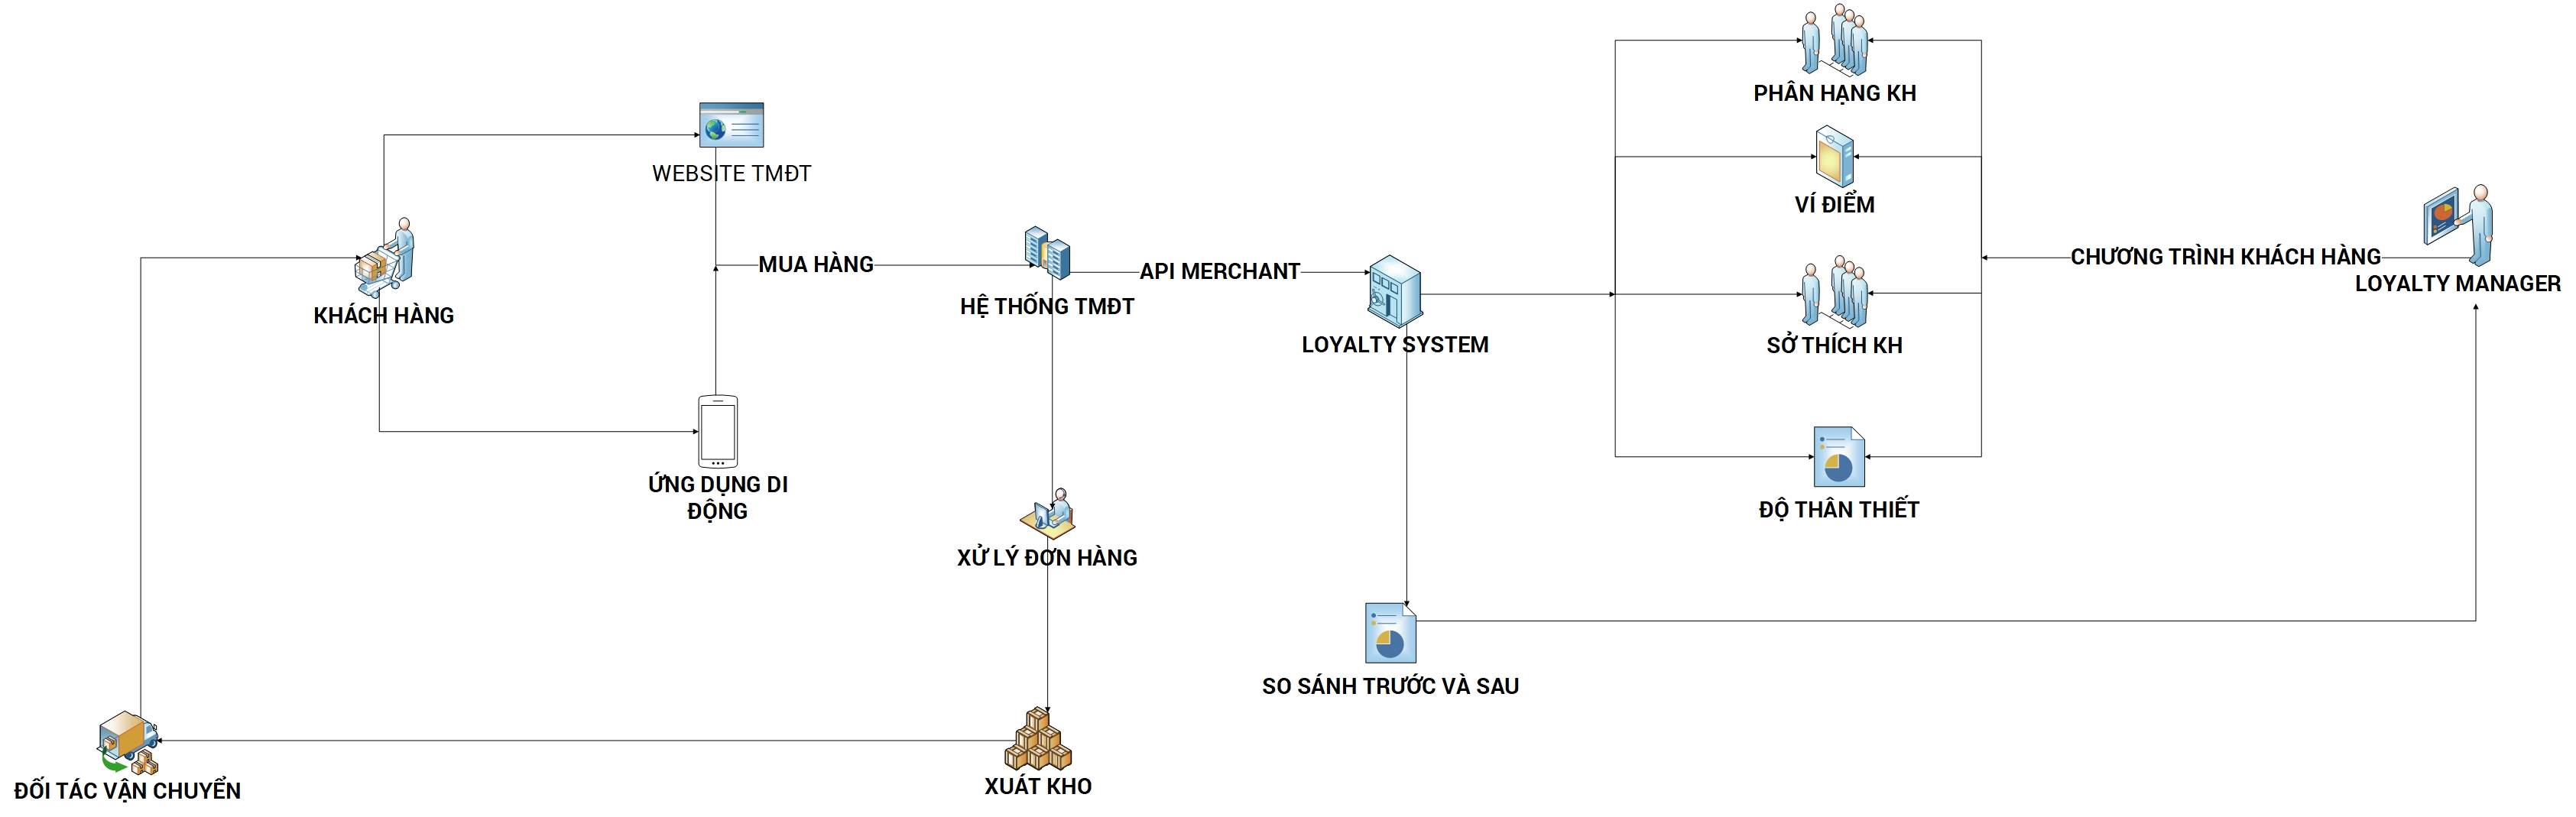 PHÂN HẠNG KH
WEBSITE TMĐT
VÍ ĐIỂM
MUA HÀNG
API MERCHANT
CHƯƠNG TRÌNH KHÁCH HÀNG
LOYALTY MANAGER
KHÁCH HÀNG
HỆ THỐNG TMĐT
LOYALTY SYSTEM
SỞ THÍCH KH
ỨNG DỤNG DI
ĐỘNG
ĐỘ THÂN THIẾT
XỬ LÝ ĐƠN HÀNG
SO SÁNH TRƯỚC VÀ SAU
ĐỐI TÁC VẬN CHUYỂN
XUÁT KHO